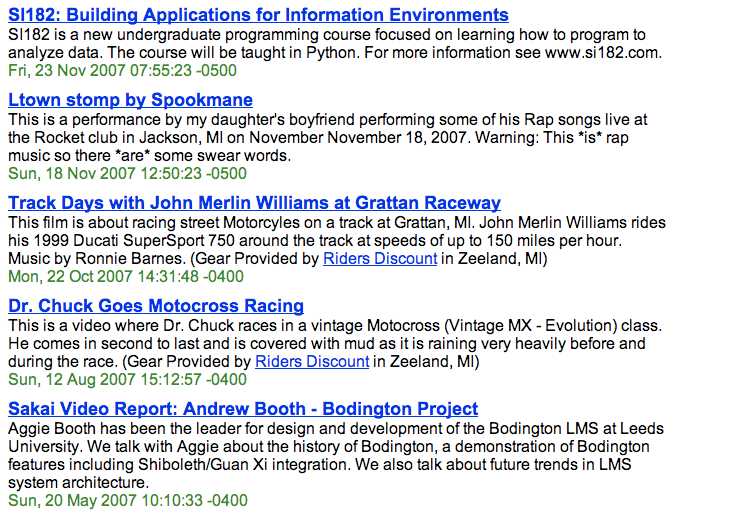 SI182: Building Applications for Information Environments
SI182 is a new undergraduate programming course focused on learning how to program to
analyze data. The course will be taught in Python. For more information see www.si182.com.
Fri, 23 Nov 2007 07:55:23 -0500
Ltown stomp by Spookmane
This is a performance by my daughter's boyfriend performing some of his Rap songs live at
the Rocket club in Jackson, MI on November November 18, 2007. Warning: This *is* rap
music so there *are* some swear words.
Sun, 18 Nov 2007 12:50:23 -0500
Track Days with John Merlin Williams at Grattan Raceway
This film is about racing street Motorcyles on a track at Grattan, MI. John Merlin Williams rides
his 1999 Ducati SuperSport 750 around the track at speeds of up to 150 miles per hour.
Music by Ronnie Barnes. (Gear Provided by Riders Discount in Zeeland, MI)
Mon, 22 Oct 2007 14:31:48 -0400
Dr. Chuck Goes Motocross Racing
This is a video where Dr. Chuck races in a vintage Motocross (Vintage MX - Evolution) class.
He comes in second to last and is covered with mud as it is raining very heavily before and
during the race. (Gear Provided by Riders Discount in Zeeland, MI)
Sun, 12 Aug 2007 15:12:57 -0400
Sakai Video Report: Andrew Booth - Bodington Project
Aggie Booth has been the leader for design and development of the Bodington LMS at Leeds
University. We talk with Aggie about the history of Bodington, a demonstration of Bodington
features including Shiboleth/Guan Xi integration. We also talk about future trends in LMS
system architecture.
Sun, 20 May 2007 10:10:33 -0400